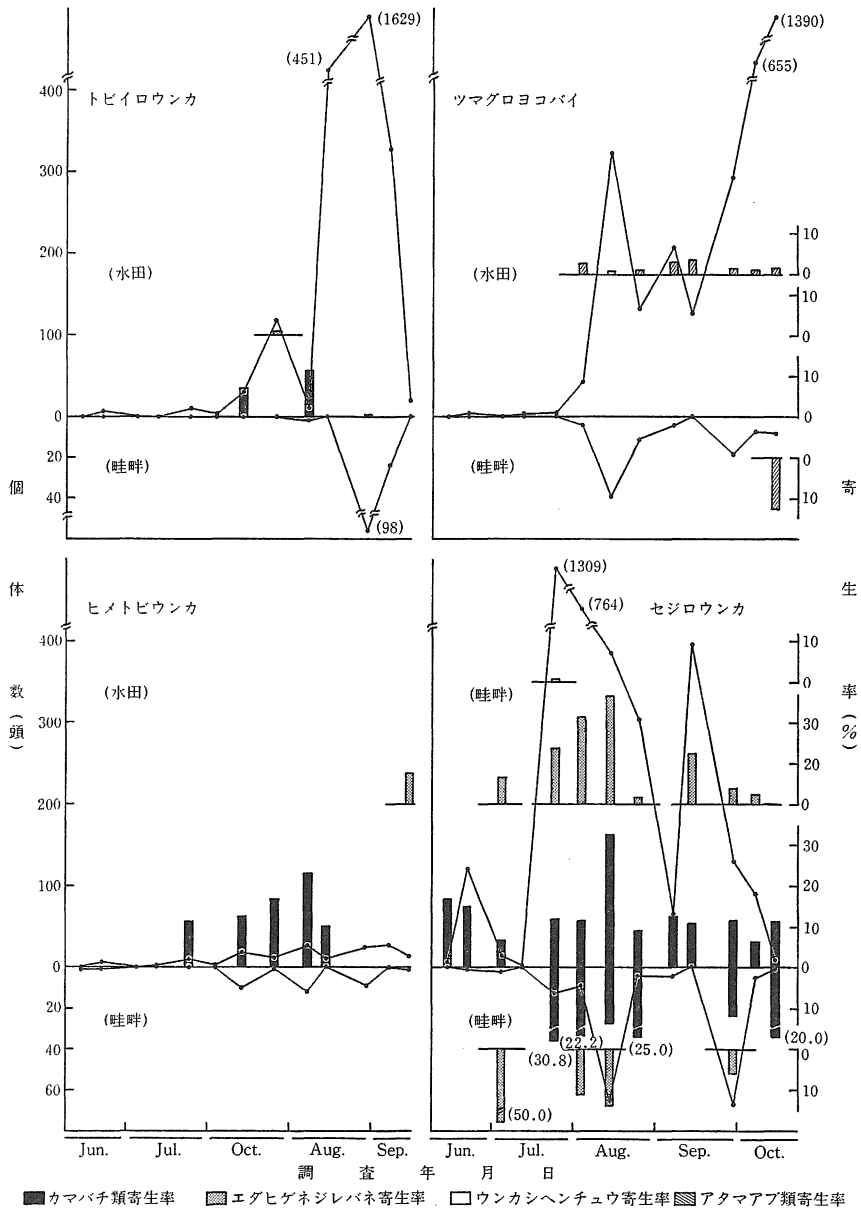 (1629)
(451)
400
トビイロウンカ
300
200
(水田)
100
0
20
(畦畔)
40
(98)
(1390)
(655)
ツマグロヨコバイ
10
(水田)
0
10
0
10
0
(畦畔)
0
10
個体数(頭)
寄生率(%)
ヒメトビウンカ
400
(水田)
300
200
100
0
20
(畦畔)
40
60
(1309)
(764)
セジロウンカ
10
(畦畔)
0
30
20
10
0
30
20
10
0
(畦畔)
10
(20.0)
(22.2)
(30.8)
(25.0)
0
10
(50.0)
Jun. Jul. Oct. Aug. Sep.
Jun. Jul. Aug. Sep. Oct.
調査年月日
カマバチ類寄生率 エダヒゲネジレバネ寄生率 ウンカシヘンチュウ寄生率 アタマアブ類寄生率